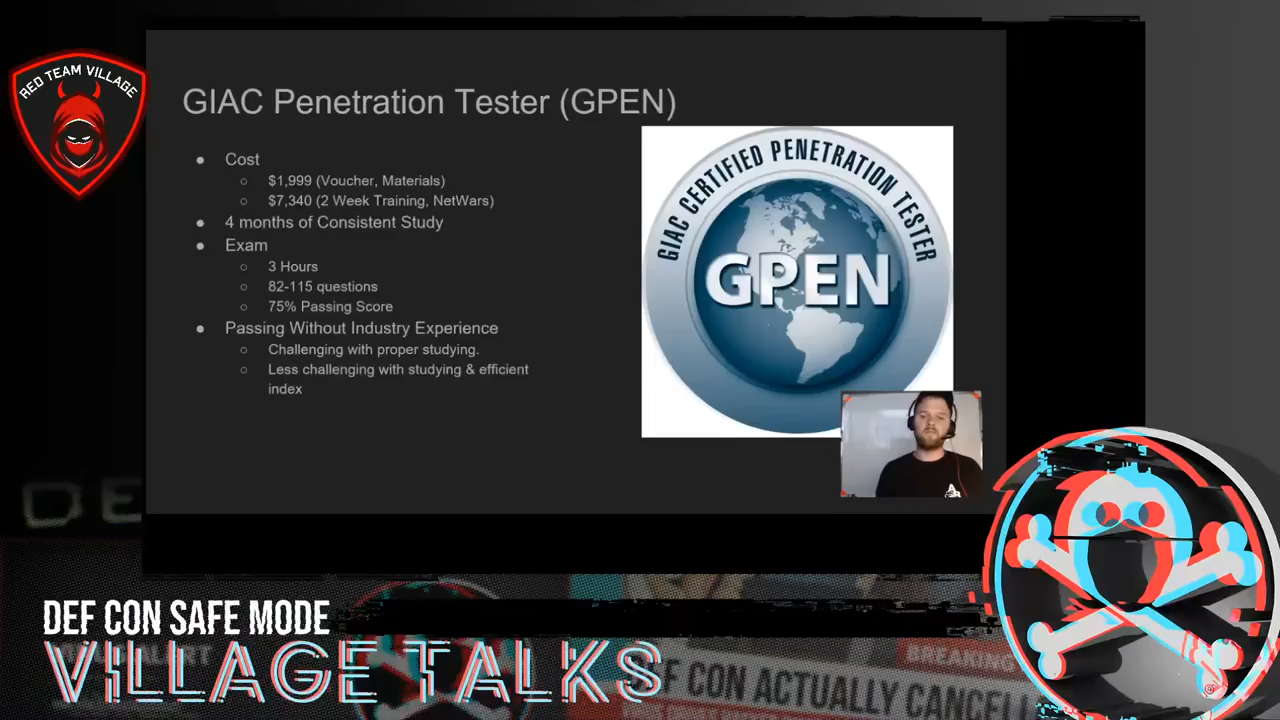 RED TEAM VILLAGE
GIAC Penetration Tester (GPEN)
● Cost
○ $1,999 (Voucher, Materials)
○ $7,340 (2 Week Training, NetWars)
● 4 months of Consistent Study
● Exam
○ 3 Hours
○ 82-115 questions
○ 75% Passing Score
● Passing Without Industry Experience
○ Challenging with proper studying.
○ Less challenging with studying & efficient
index
GIAC CERTIFIED PENETRATION TESTER
GPEN
DE
DEF CON SAFE MODE
VILLAGE TALKS
BREAKING
DEF CON ACTUALLY CANCELL